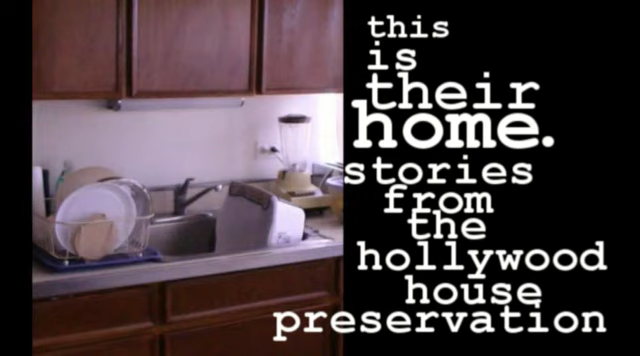 this
is
their
home.
stories
from
the
hollywood
house
preservation